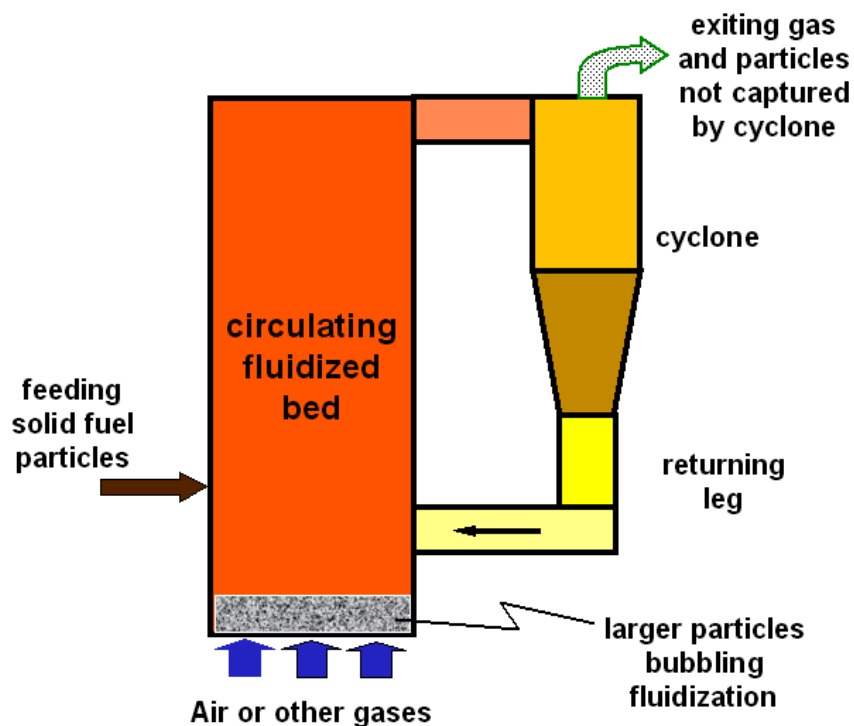 exiting gas
and particles
not captured
by cyclone
cyclone
circulating
fluidized
bed
feeding
solid fuel
particles
returning
leg
larger particles
bubbling
fluidization
Air or other gases